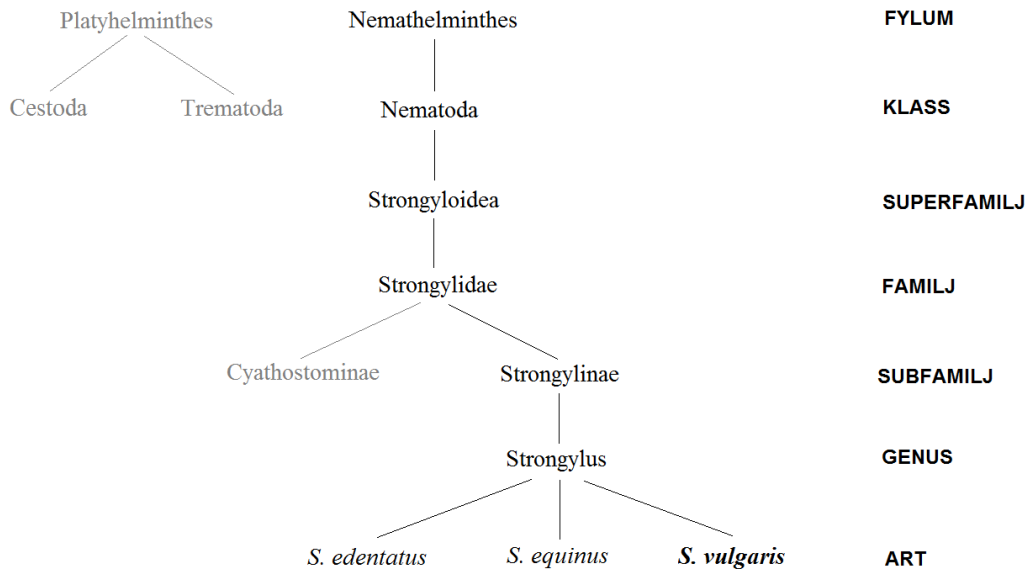 Platyhelminthes Nemathelminthes FYLUM
Cestoda Trematoda Nematoda KLASS
Strongyloidea SUPERFAMILJ
Strongylidae FAMILJ
Cyathostominae Strongylinae SUBFAMILJ
Strongylus GENUS
S. edentatus S. equinus S. vulgaris ART